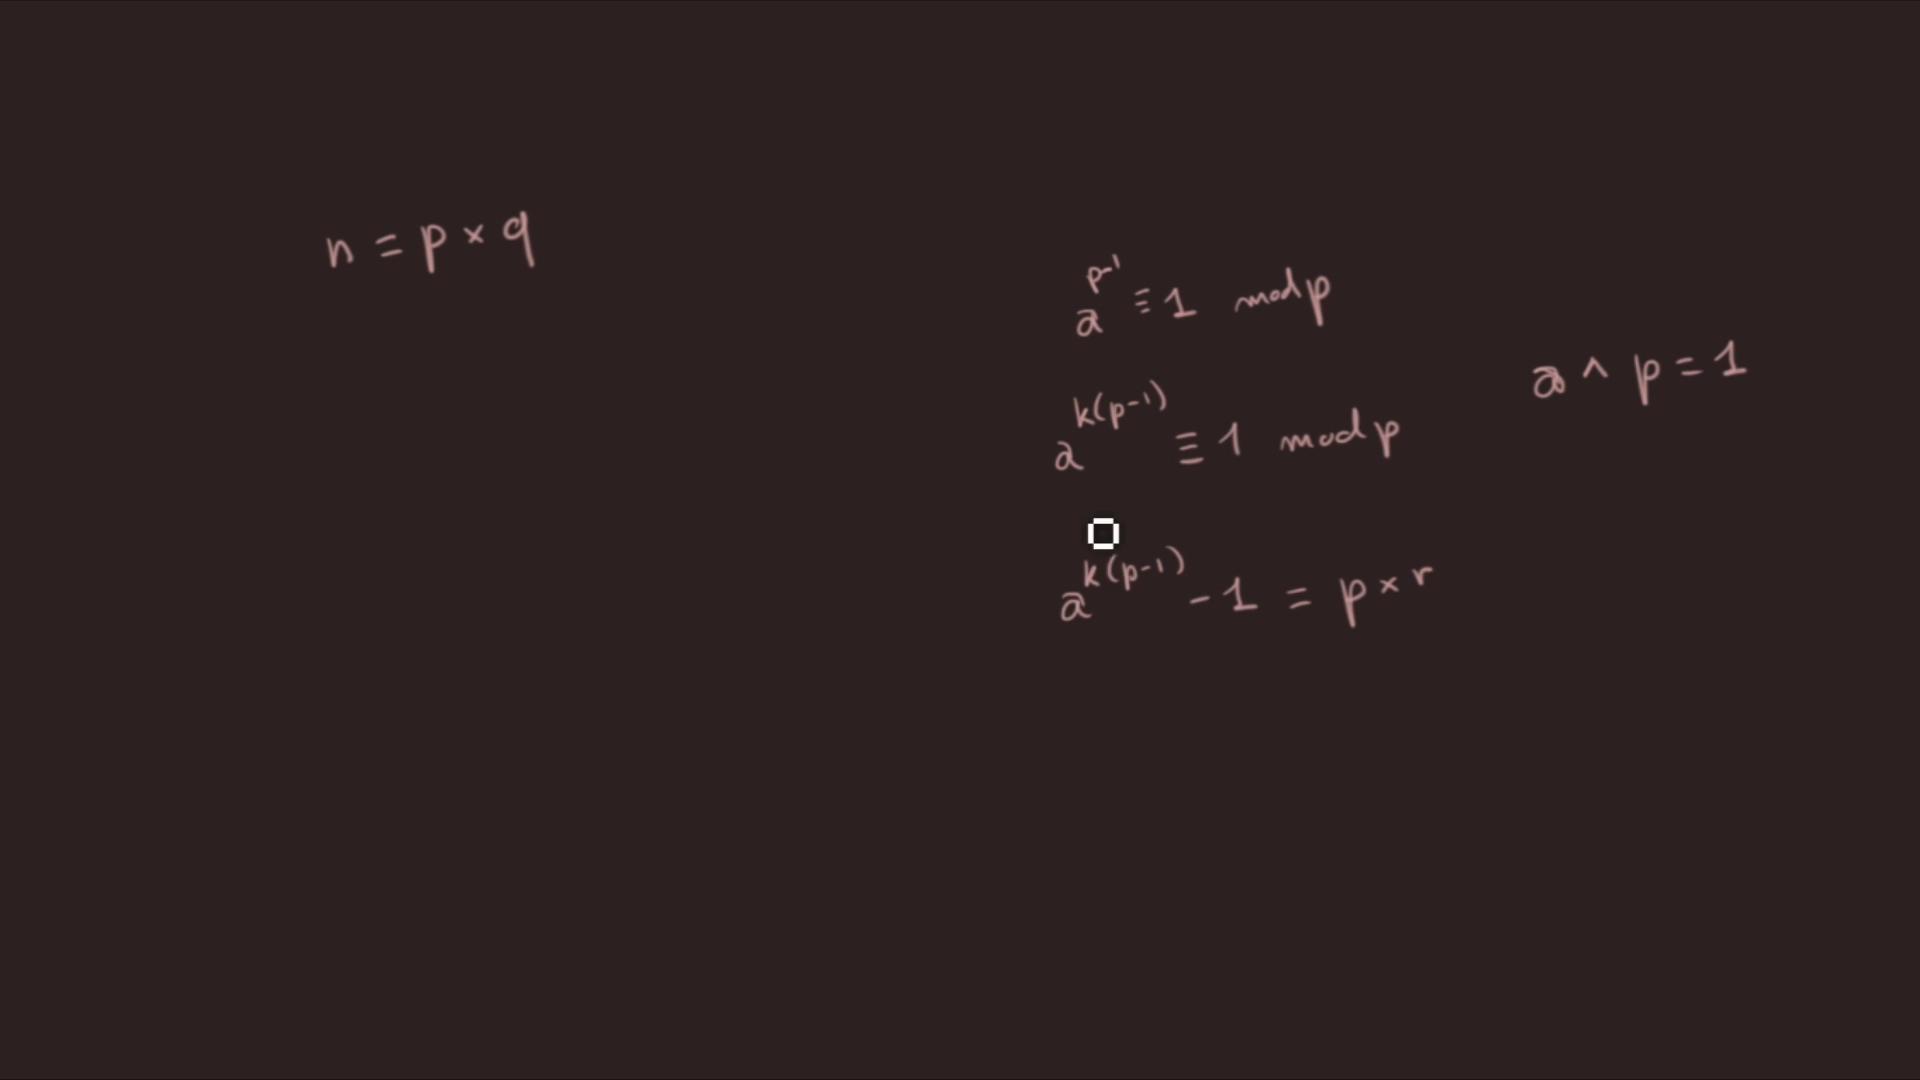 n = p × q
a^{p-1} ≡ 1 mod p
a ∧ p = 1
a^{k(p-1)} ≡ 1 mod p
a^{k(p-1)} - 1 = p × r